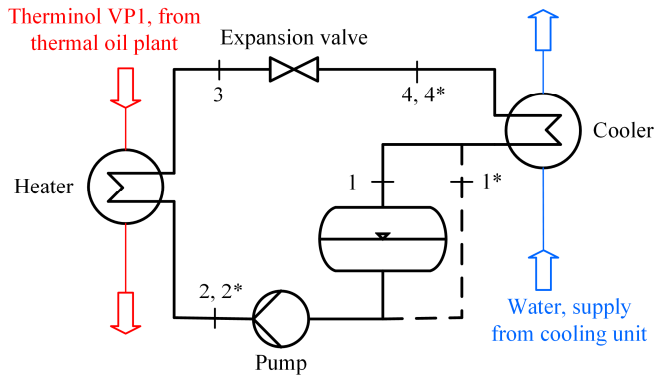 Therminol VP1, from
thermal oil plant
Expansion valve
3
4, 4*
Cooler
Heater
1
1*
2, 2*
Water, supply
from cooling unit
Pump